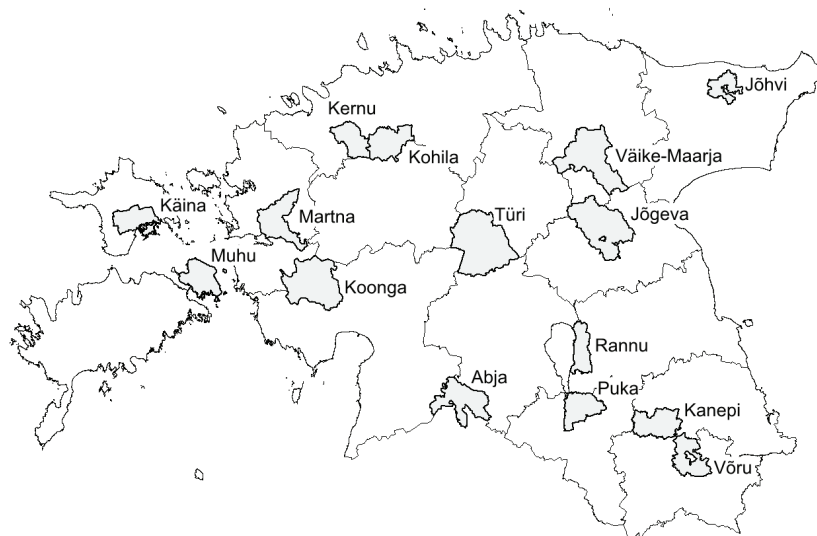 Jõhvi
Kernu
Kohila
Väike-Maarja
Käina
Martna
Türi
Jõgeva
Muhu
Koonga
Rannu
Abja
Puka
Kanepi
Võru